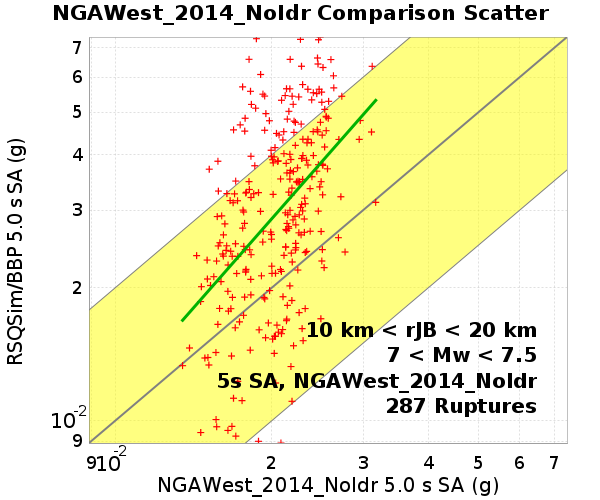 NGAWest_2014_NoIdr Comparison Scatter
RSQSim/BBP 5.0 s SA (g)
7
6
5
4
3
2
10-2
9
10 km < rJB < 20 km
7 < Mw < 7.5
5s SA, NGAWest_2014_NoIdr
287 Ruptures
9 10-2 2 3 4 5 6 7
NGAWest_2014_NoIdr 5.0 s SA (g)